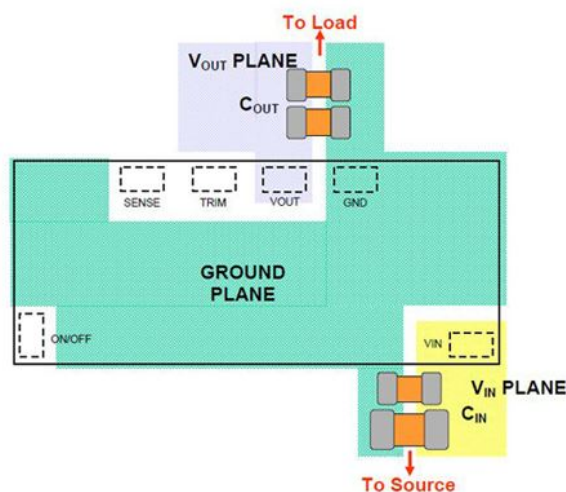 To Load
VOUT PLANE
COUT
SENSE
TRIM
VOUT
GND
GROUND
PLANE
ON/OFF
VIN
VIN PLANE
CIN
To Source